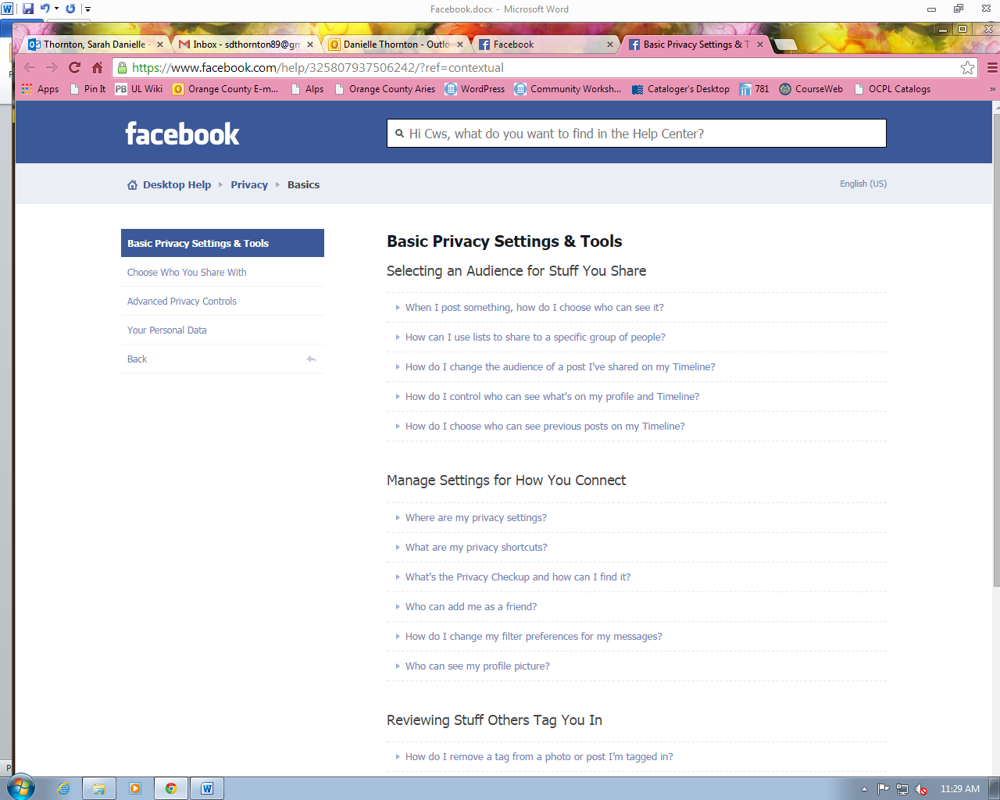 Facebook.docx - Microsoft Word
Thornton, Sarah Danielle -
Inbox - sdthornton89@gm
Danielle Thornton - Outlo
Facebook
Basic Privacy Settings & T
https://www.facebook.com/help/325807937506242/?ref=contextual
Apps
Pin It
PB UL Wiki
Orange County E-m...
Alps
Orange County Aries
WordPress
Community Worksh...
Cataloger's Desktop
781
CourseWeb
OCPL Catalogs
»
facebook
Hi Cws, what do you want to find in the Help Center?
Desktop Help
Privacy
Basics
English (US)
Basic Privacy Settings & Tools
Choose Who You Share With
Advanced Privacy Controls
Your Personal Data
Back
Basic Privacy Settings & Tools
Selecting an Audience for Stuff You Share
When I post something, how do I choose who can see it?
How can I use lists to share to a specific group of people?
How do I change the audience of a post I've shared on my Timeline?
How do I control who can see what's on my profile and Timeline?
How do I choose who can see previous posts on my Timeline?
Manage Settings for How You Connect
Where are my privacy settings?
What are my privacy shortcuts?
What's the Privacy Checkup and how can I find it?
Who can add me as a friend?
How do I change my filter preferences for my messages?
Who can see my profile picture?
Reviewing Stuff Others Tag You In
How do I remove a tag from a photo or post I’m tagged in?
11:29 AM